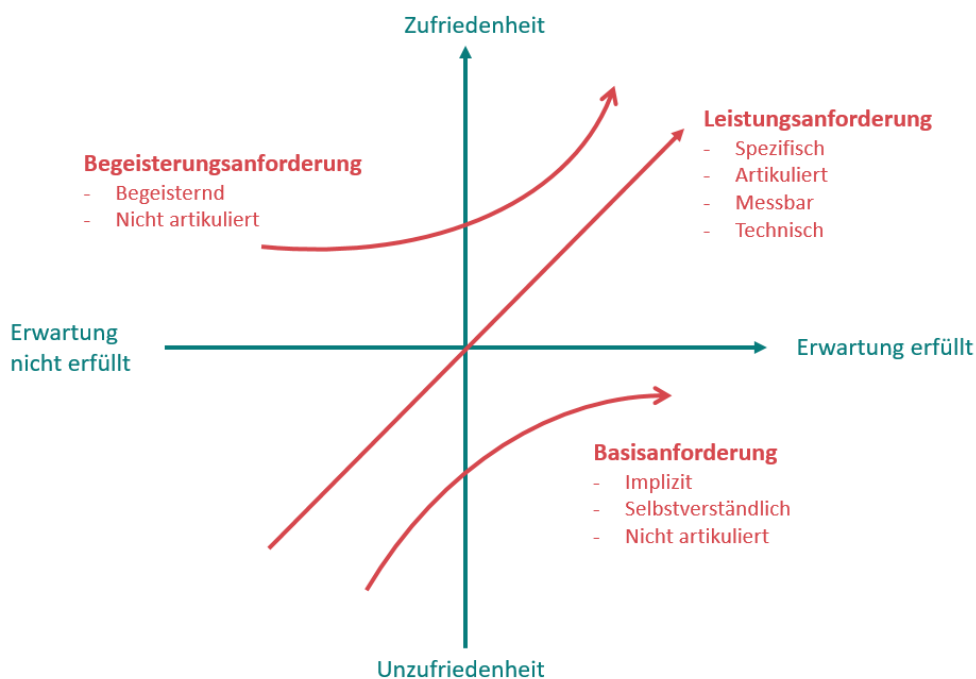 Zufriedenheit
Begeisterungsanforderung
- Begeisternd
- Nicht artikuliert
Leistungsanforderung
- Spezifisch
- Artikuliert
- Messbar
- Technisch
Erwartung
nicht erfüllt
Erwartung erfüllt
Basisanforderung
- Implizit
- Selbstverständlich
- Nicht artikuliert
Unzufriedenheit